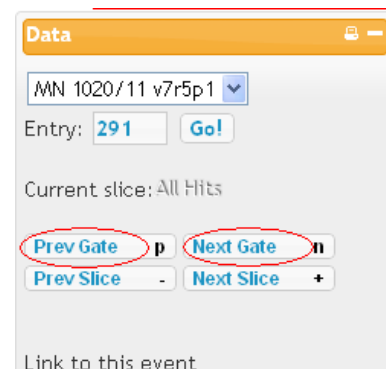 Data
MN 1020/11 v7r5p1
Entry: 291 Go!
Current slice: All Hits
Prev Gate p Next Gate n
Prev Slice - Next Slice +
Link to this event